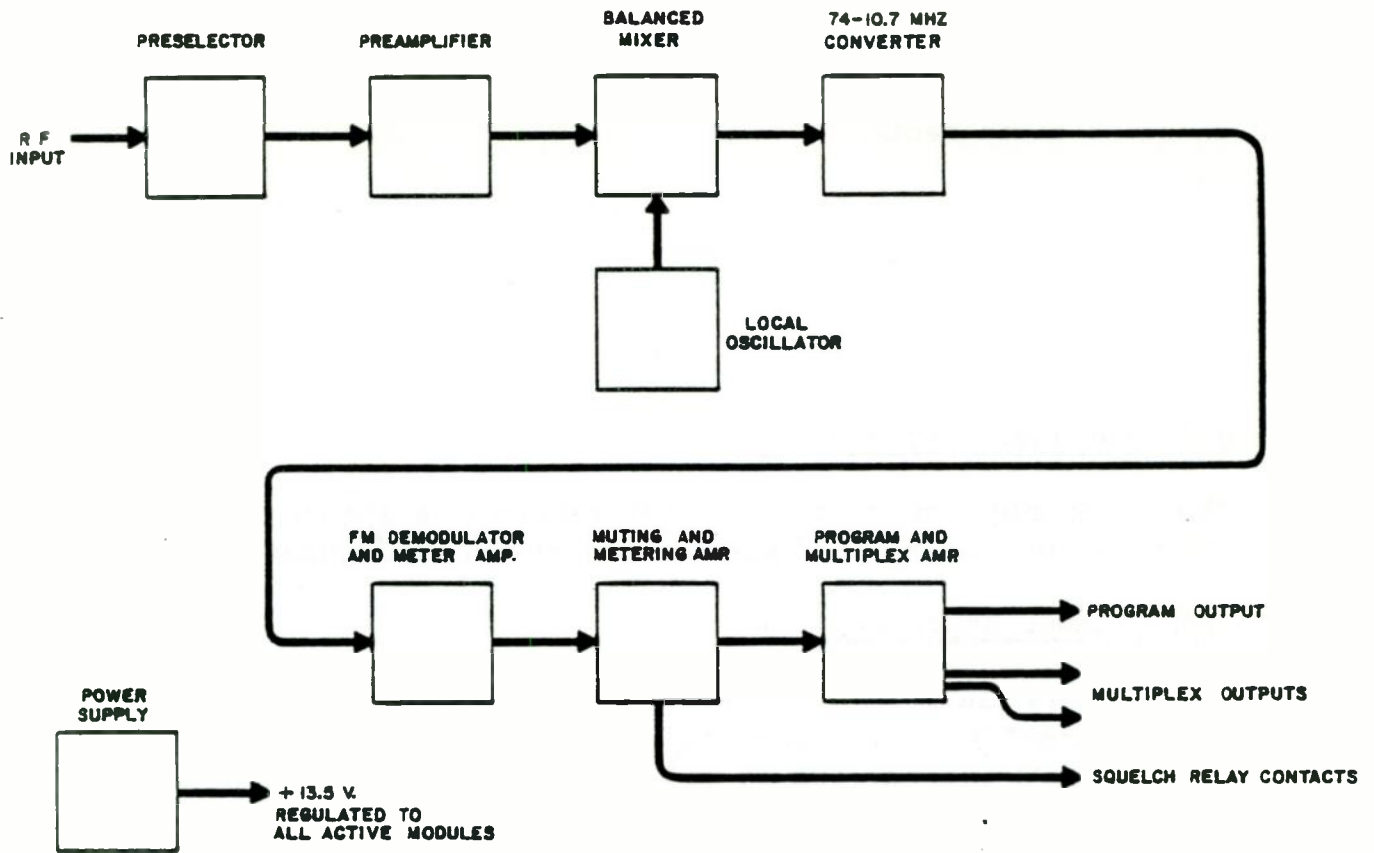 BALANCED
MIXER
74-10.7 MHZ
CONVERTER
PRESELECTOR
PREAMPLIFIER
R F
INPUT
LOCAL
OSCILLATOR
FM DEMODULATOR
AND METER AMP.
MUTING AND
METERING AMR
PROGRAM AND
MULTIPLEX AMR
PROGRAM OUTPUT
MULTIPLEX OUTPUTS
SQUELCH RELAY CONTACTS
POWER
SUPPLY
+ 13.5 V.
REGULATED TO
ALL ACTIVE MODULES